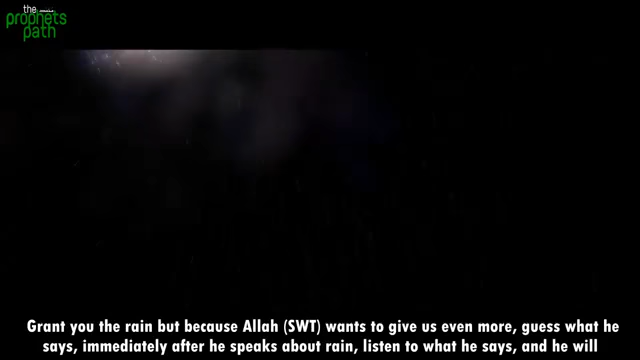 the
prophets
path
Grant you the rain but because Allah (SWT) wants to give us even more, guess what he
says, immediately after he speaks about rain, listen to what he says, and he will